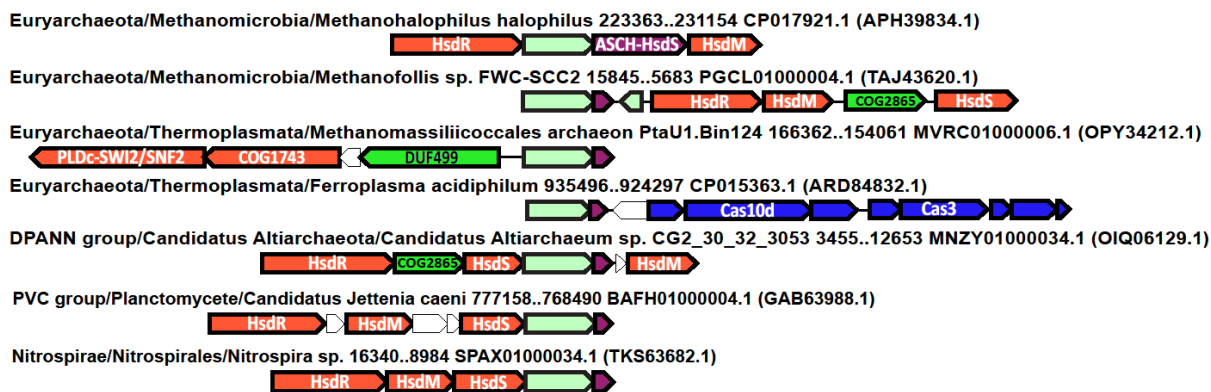 Euryarchaeota/Methanomicrobia/Methanohalophilus halophilus 223363..231154 CP017921.1 (APH39834.1)
HsdR ASCH-HsdS HsdM
Euryarchaeota/Methanomicrobia/Methanofollis sp. FWC-SCC2 15845..5683 PGCL01000004.1 (TAJ43620.1)
HsdR HsdM COG2865 HsdS
Euryarchaeota/Thermoplasmata/Methanomassiliicoccales archaeon PtaU1.Bin124 166362..154061 MVRC01000006.1 (OPY34212.1)
PLDc-SWI2/SNF2 COG1743 DUF499
Euryarchaeota/Thermoplasmata/Ferroplasma acidiphilum 935496..924297 CP015363.1 (ARD84832.1)
Cas10d Cas3
DPANN group/Candidatus Altiarchaeota/Candidatus Altiarchaeum sp. CG2_30_32_3053 3455..12653 MNZY01000034.1 (OIQ06129.1)
HsdR COG2865 HsdS HsdM
PVC group/Planctomycete/Candidatus Jettenia caeni 777158..768490 BAFH01000004.1 (GAB63988.1)
HsdR HsdM HsdS
Nitrospirae/Nitrospirales/Nitrospira sp. 16340..8984 SPAX01000034.1 (TKS63682.1)
HsdR HsdM HsdS